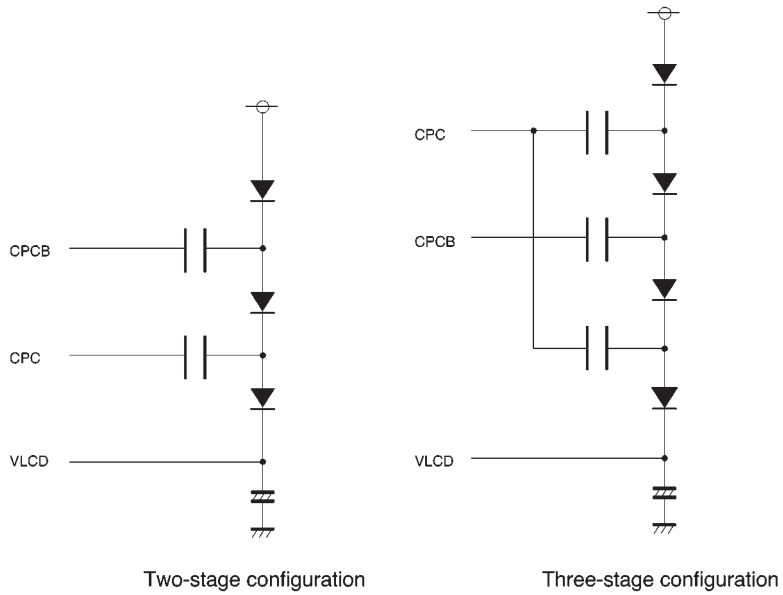 CPCB
CPC
VLCD
Two-stage configuration
CPC
CPCB
VLCD
Three-stage configuration